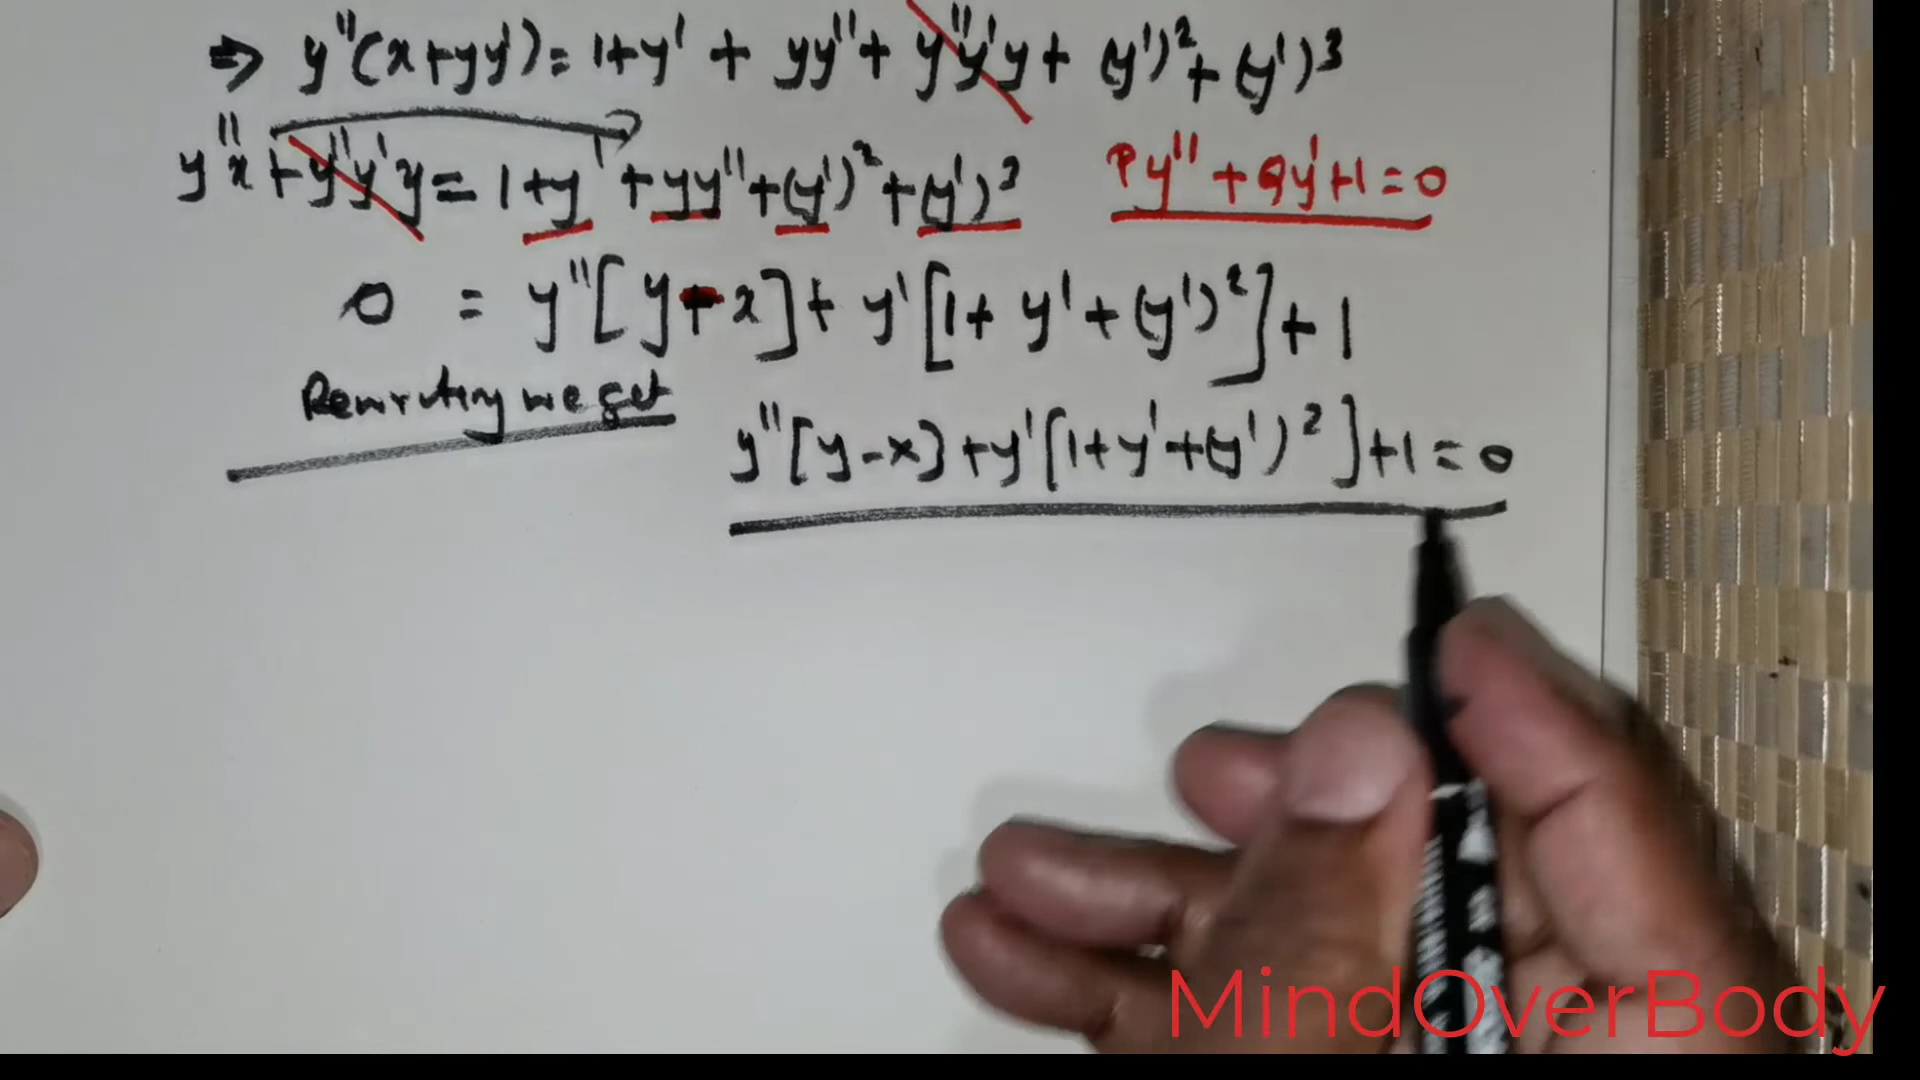 ⇒ y''(x+yy')= 1+y' + yy''+ y''y'y+ (y')²+ (y')³
y''x +y''y'y = 1+y' +yy''+(y')²+(y')³
Py'' + Qy'+1=0
0 = y''[y-x]+ y'[1+ y'+(y')²]+ 1
Rewriting we get
y''[y-x]+y'[1+y'+(y')²]+1=0
MindOverBody